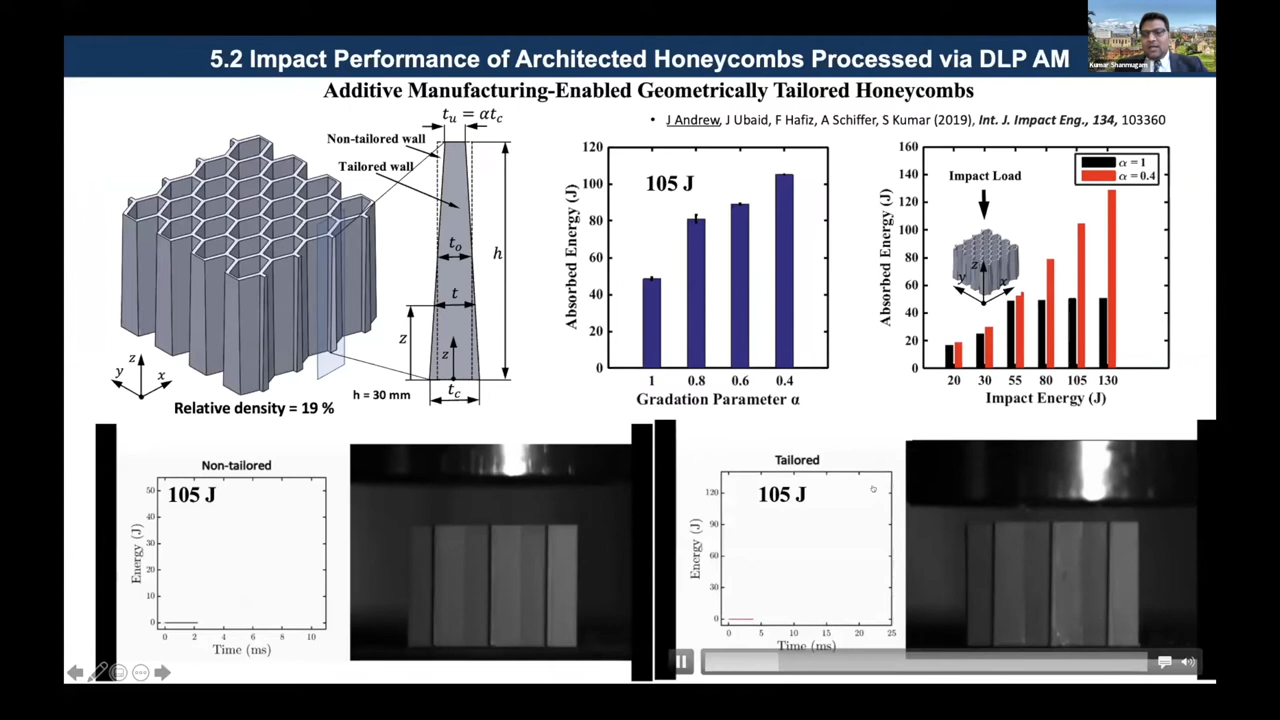 Kumar Shanmugam
5.2 Impact Performance of Architected Honeycombs Processed via DLP AM
Additive Manufacturing-Enabled Geometrically Tailored Honeycombs
• J Andrew, J Ubaid, F Hafiz, A Schiffer, S Kumar (2019), Int. J. Impact Eng., 134, 103360
t_u = αt_c
Non-tailored wall
Tailored wall
t_o
h
t
z
z
t_c
h = 30 mm
z
y
x
Relative density = 19 %
120
100
80
60
40
20
0
Absorbed Energy (J)
105 J
1 0.8 0.6 0.4
Gradation Parameter α
160
140
120
100
80
60
40
20
0
Absorbed Energy (J)
α = 1
α = 0.4
Impact Load
z
y
x
20 30 55 80 105 130
Impact Energy (J)
Non-tailored
105 J
50
40
30
20
10
0
Energy (J)
0 2 4 6 8 10
Time (ms)
Tailored
105 J
120
90
60
30
0
Energy (J)
0 5 10 15 20 25
Time (ms)